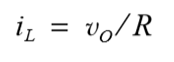 i_L = v_O / R